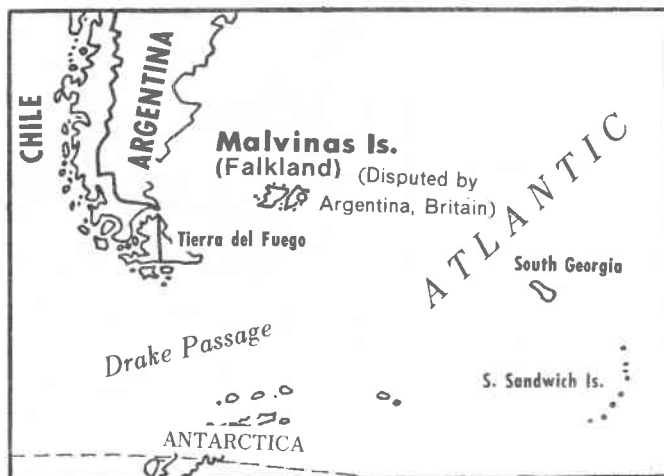 CHILE
ARGENTINA
Malvinas Is.
(Falkland) (Disputed by
Argentina, Britain)
Tierra del Fuego
ATLANTIC
South Georgia
Drake Passage
S. Sandwich Is.
ANTARCTICA